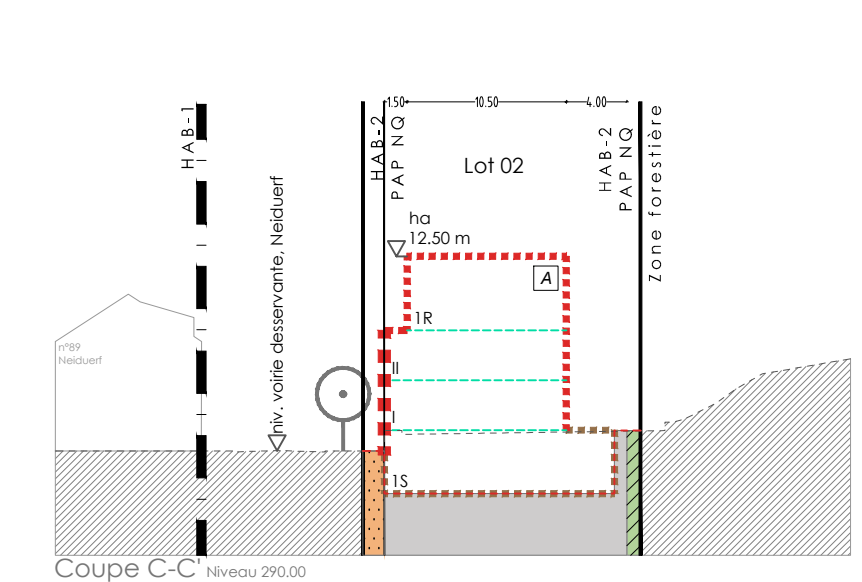 1.50
10.50
4.00
HAB-1
HAB-2
PAP NQ
Lot 02
HAB-2
PAP NQ
Zone forestière
niv. voirie desservante, Neiduerf
ha
12.50 m
A
1R
n°89
Neiduerf
II
I
1S
Coupe C-C' Niveau 290.00